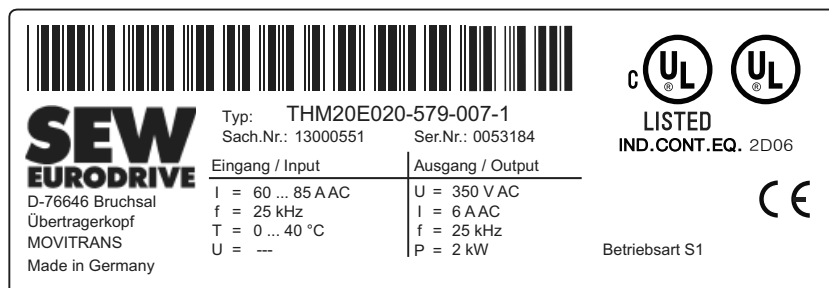 Typ: THM20E020-579-007-1
Sach.Nr.: 13000551 Ser.Nr.: 0053184
SEW
EURODRIVE
D-76646 Bruchsal
Übertragerkopf
MOVITRANS
Made in Germany
Eingang / Input
I = 60 ... 85 A AC
f = 25 kHz
T = 0 ... 40 °C
U = ---
Ausgang / Output
U = 350 V AC
I = 6 A AC
f = 25 kHz
P = 2 kW
C UL ® UL ®
LISTED
IND.CONT.EQ. 2D06
CE
Betriebsart S1